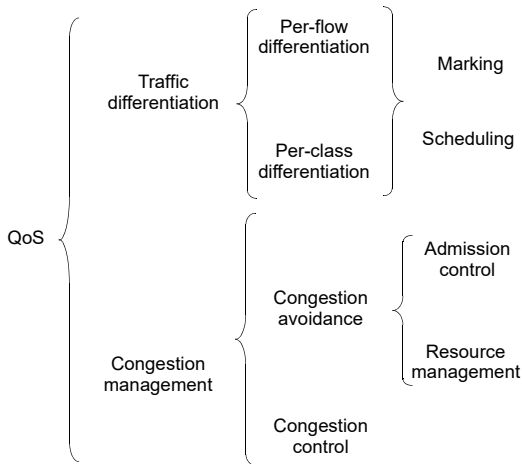 QoS
Traffic
differentiation
Per-flow
differentiation
Per-class
differentiation
Marking
Scheduling
Congestion
management
Congestion
avoidance
Admission
control
Resource
management
Congestion
control